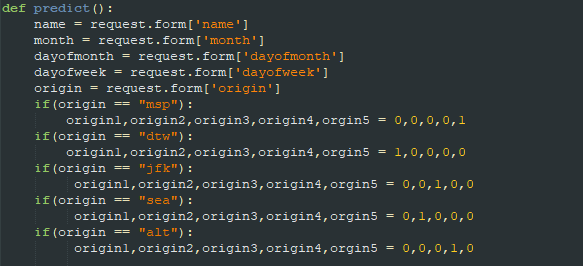 def predict():
    name = request.form['name']
    month = request.form['month']
    dayofmonth = request.form['dayofmonth']
    dayofweek = request.form['dayofweek']
    origin = request.form['origin']
    if(origin == "msp"):
        origin1,origin2,origin3,origin4,orgin5 = 0,0,0,0,1
    if(origin == "dtw"):
        origin1,origin2,origin3,origin4,orgin5 = 1,0,0,0,0
    if(origin == "jfk"):
         origin1,origin2,origin3,origin4,orgin5 = 0,0,1,0,0
    if(origin == "sea"):
         origin1,origin2,origin3,origin4,orgin5 = 0,1,0,0,0
    if(origin == "alt"):
         origin1,origin2,origin3,origin4,orgin5 = 0,0,0,1,0